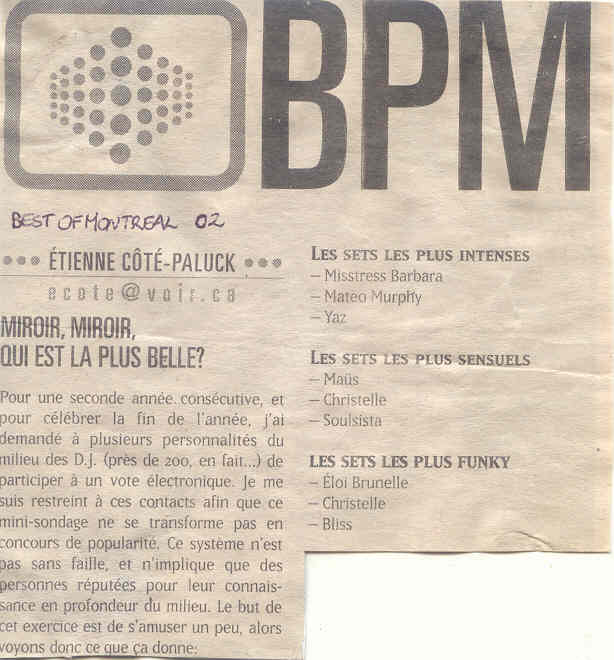 BPM
BEST OF MONTREAL 02
ÉTIENNE CÔTÉ-PALUCK
ecote@voir.ca
MIROIR, MIROIR,
QUI EST LA PLUS BELLE?
Pour une seconde année consécutive, et
pour célébrer la fin de l'année, j'ai
demandé à plusieurs personnalités du
milieu des D.J. (près de 200, en fait...) de
participer à un vote électronique. Je me
suis restreint à ces contacts afin que ce
mini-sondage ne se transforme pas en
concours de popularité. Ce système n'est
pas sans faille, et n'implique que des
personnes réputées pour leur connais-
sance en profondeur du milieu. Le but de
cet exercice est de s'amuser un peu, alors
voyons donc ce que ça donne:
LES SETS LES PLUS INTENSES
– Misstress Barbara
– Mateo Murphy
– Yaz
LES SETS LES PLUS SENSUELS
– Maüs
– Christelle
– Soulsista
LES SETS LES PLUS FUNKY
– Éloi Brunelle
– Christelle
– Bliss